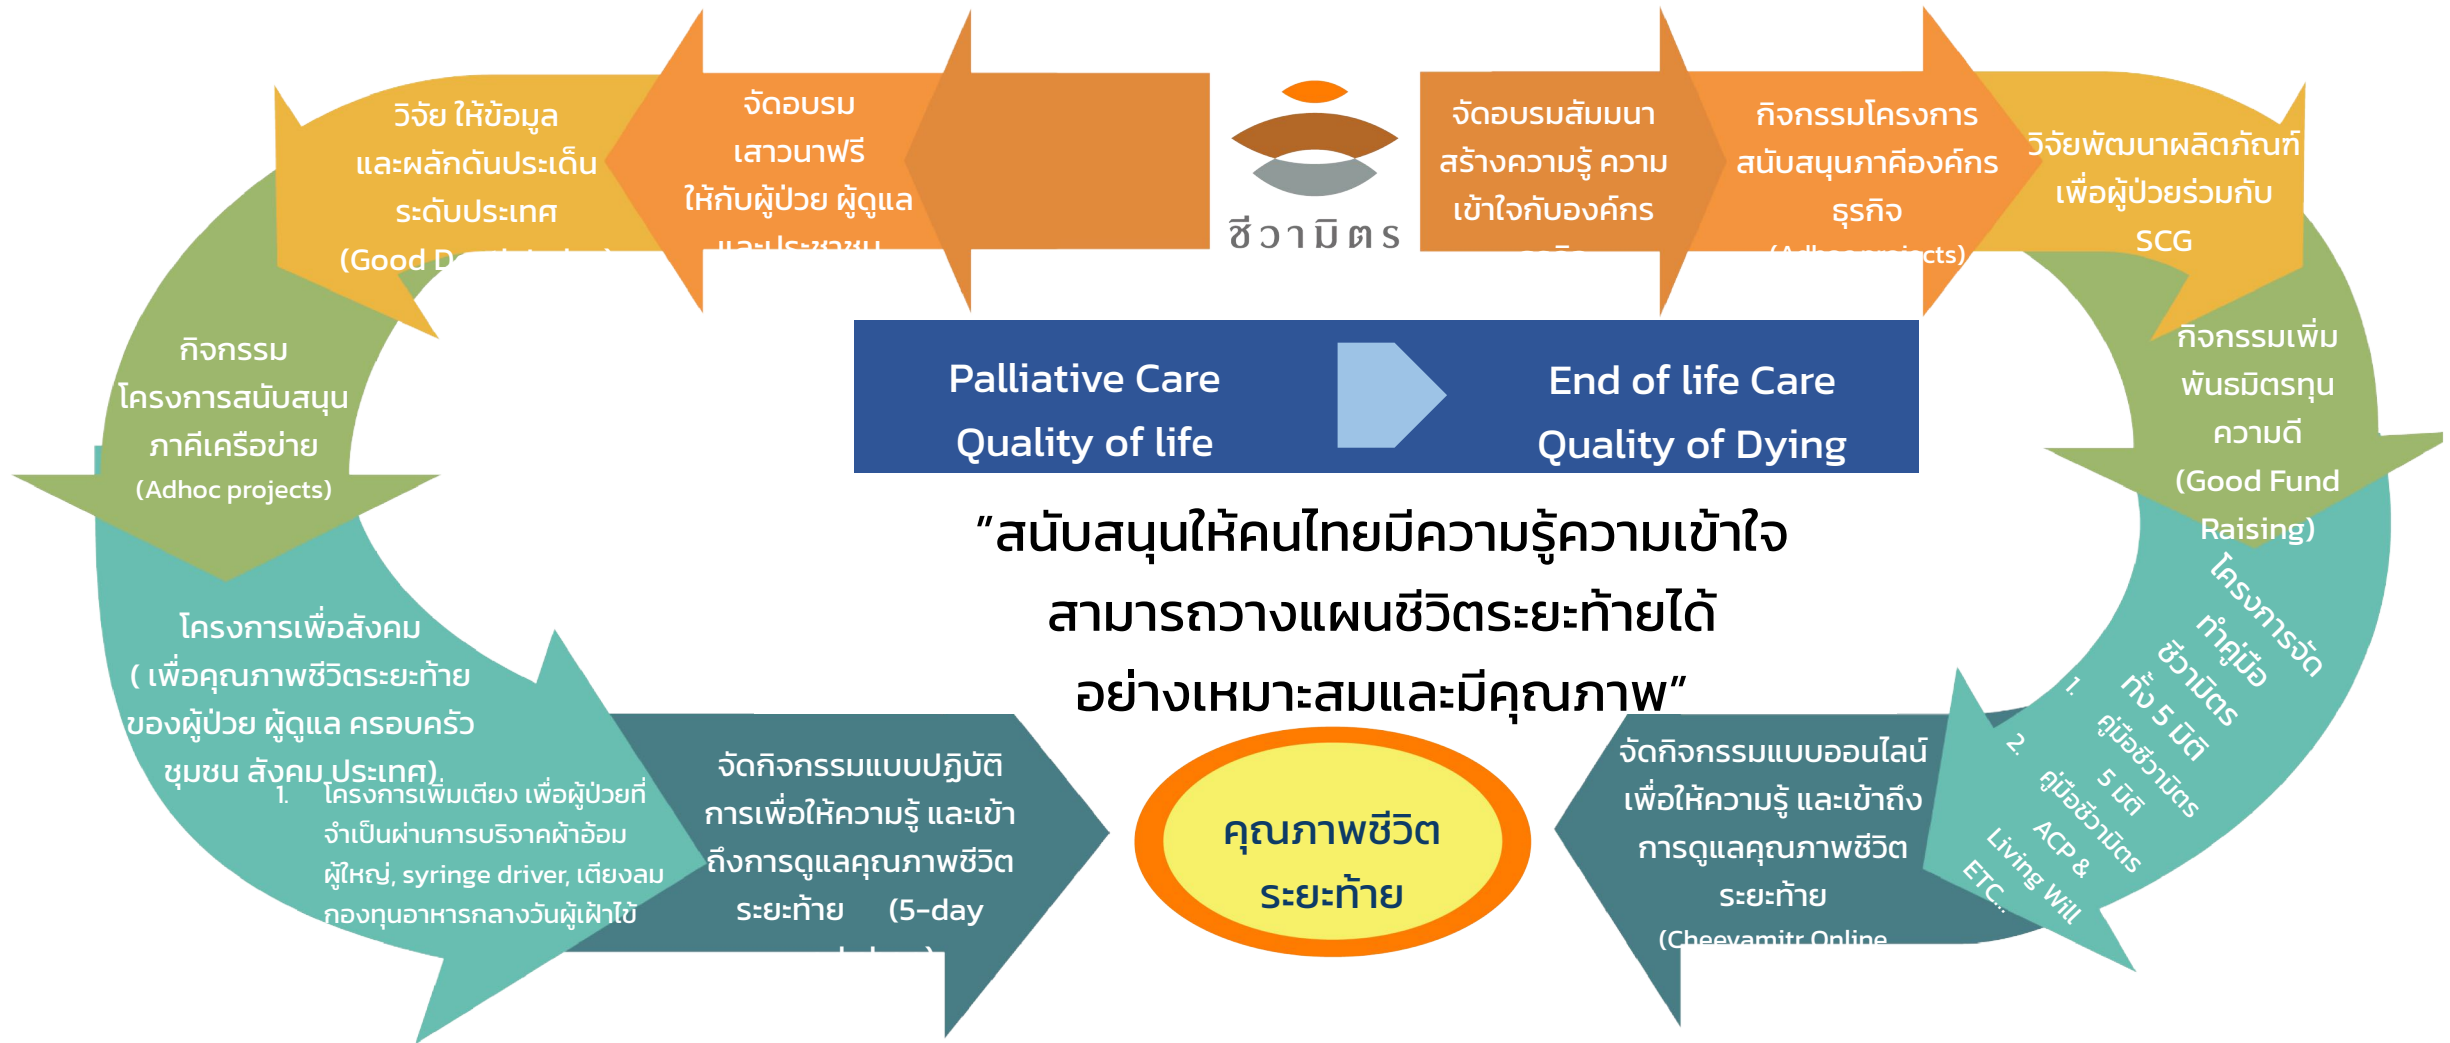 วิจัย ให้ข้อมูล
และผลักดันประเด็น
ระดับประเทศ
(Good
จัดอบรม
เสาวนาฟรี
ให้กับผู้ป่วย ผู้ดูแล
และประชาชน
ชีวามิตร
จัดอบรมสัมมนา
สร้างความรู้ ความ
เข้าใจกับองค์กร
กิจกรรมโครงการ
สนับสนุนภาคีองค์กร
ธุรกิจ
(Adhoc projects)
วิจัยพัฒนาผลิตภัณฑ์
เพื่อผู้ป่วยร่วมกับ
SCG
กิจกรรม
โครงการสนับสนุน
ภาคีเครือข่าย
(Adhoc projects)
Palliative Care
Quality of life
End of life Care
Quality of Dying
กิจกรรมเพิ่ม
พันธมิตรทุน
ความดี
(Good Fund
Raising)
"สนับสนุนให้คนไทยมีความรู้ความเข้าใจ
สามารถวางแผนชีวิตระยะท้ายได้
อย่างเหมาะสมและมีคุณภาพ"
โครงการเพื่อสังคม
( เพื่อคุณภาพชีวิตระยะท้าย
ของผู้ป่วย ผู้ดูแล ครอบครัว
ชุมชน สังคม ประเทศ)
1. โครงการเพิ่มเตียง เพื่อผู้ป่วยที่
จำเป็นผ่านการบริจาคผ้าอ้อม
ผู้ใหญ่, syringe driver, เตียงลม
กองทุนอาหารกลางวันผู้เฝ้าไข้
จัดกิจกรรมแบบปฏิบัติ
การเพื่อให้ความรู้ และเข้า
ถึงการดูแลคุณภาพชีวิต
ระยะท้าย (5-day
คุณภาพชีวิต
ระยะท้าย
จัดกิจกรรมแบบออนไลน์
เพื่อให้ความรู้ และเข้าถึง
การดูแลคุณภาพชีวิต
ระยะท้าย
(Cheevamitr Online
โครงการจัด
ทำคู่มือ
ชีวามิตร
ทั้ง 5 มิติ
1. คู่มือชีวามิตร
5 มิติ
2. คู่มือชีวามิตร
ACP &
Living Will
ETC...